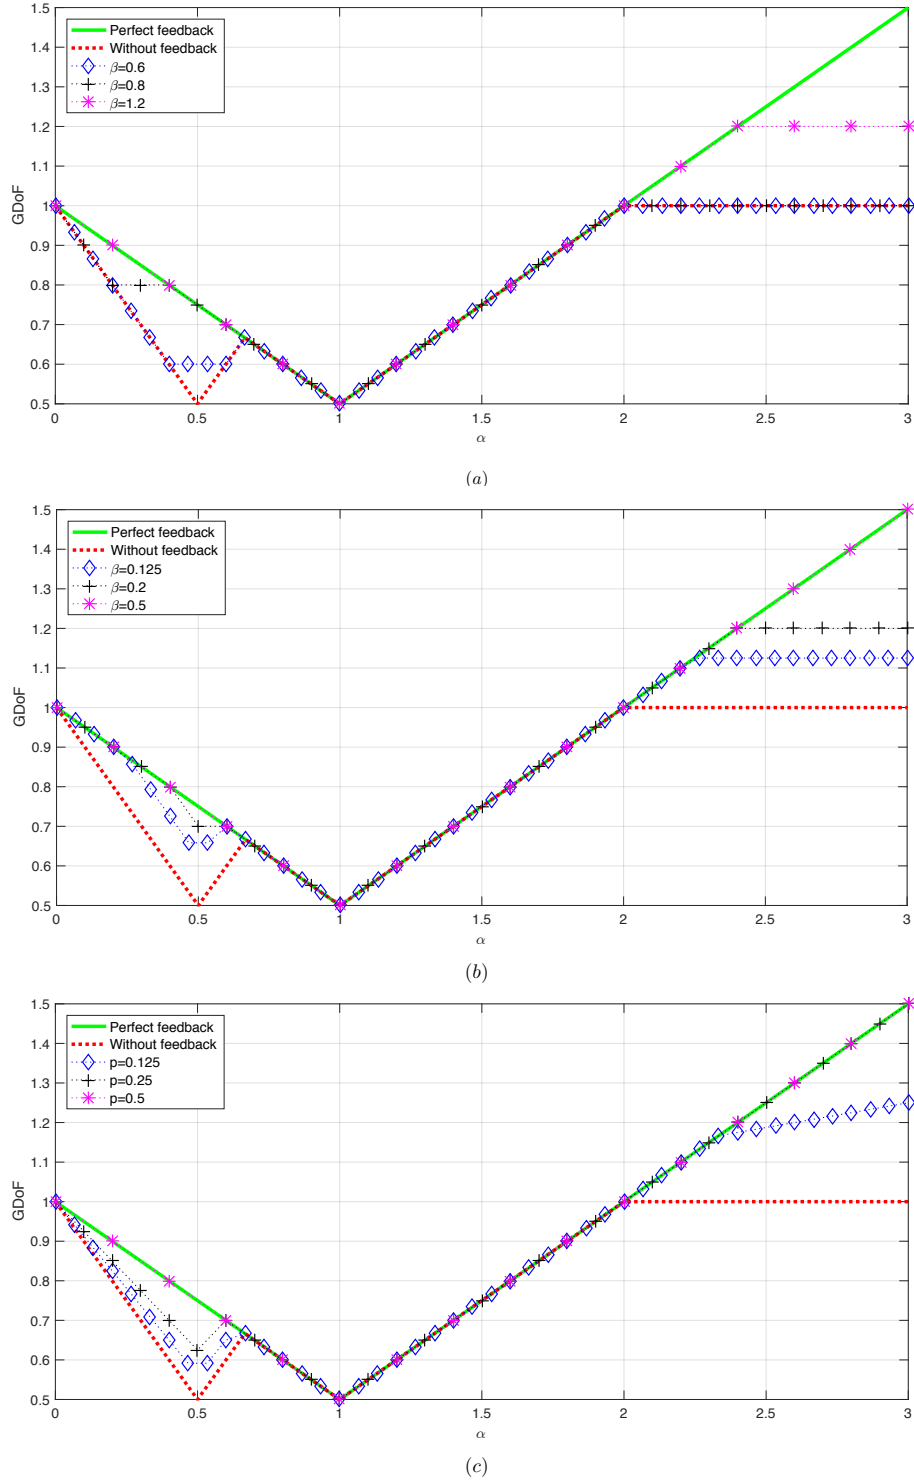 1.5
1.4
1.3
1.2
1.1
1
0.9
0.8
0.7
0.6
0.5
GDoF
Perfect feedback
Without feedback
β=0.6
β=0.8
β=1.2
0 0.5 1 1.5 2 2.5 3
α
(a)
1.5
1.4
1.3
1.2
1.1
1
0.9
0.8
0.7
0.6
0.5
GDoF
Perfect feedback
Without feedback
β=0.125
β=0.2
β=0.5
0 0.5 1 1.5 2 2.5 3
α
(b)
1.5
1.4
1.3
1.2
1.1
1
0.9
0.8
0.7
0.6
0.5
GDoF
Perfect feedback
Without feedback
p=0.125
p=0.25
p=0.5
0 0.5 1 1.5 2 2.5 3
α
(c)